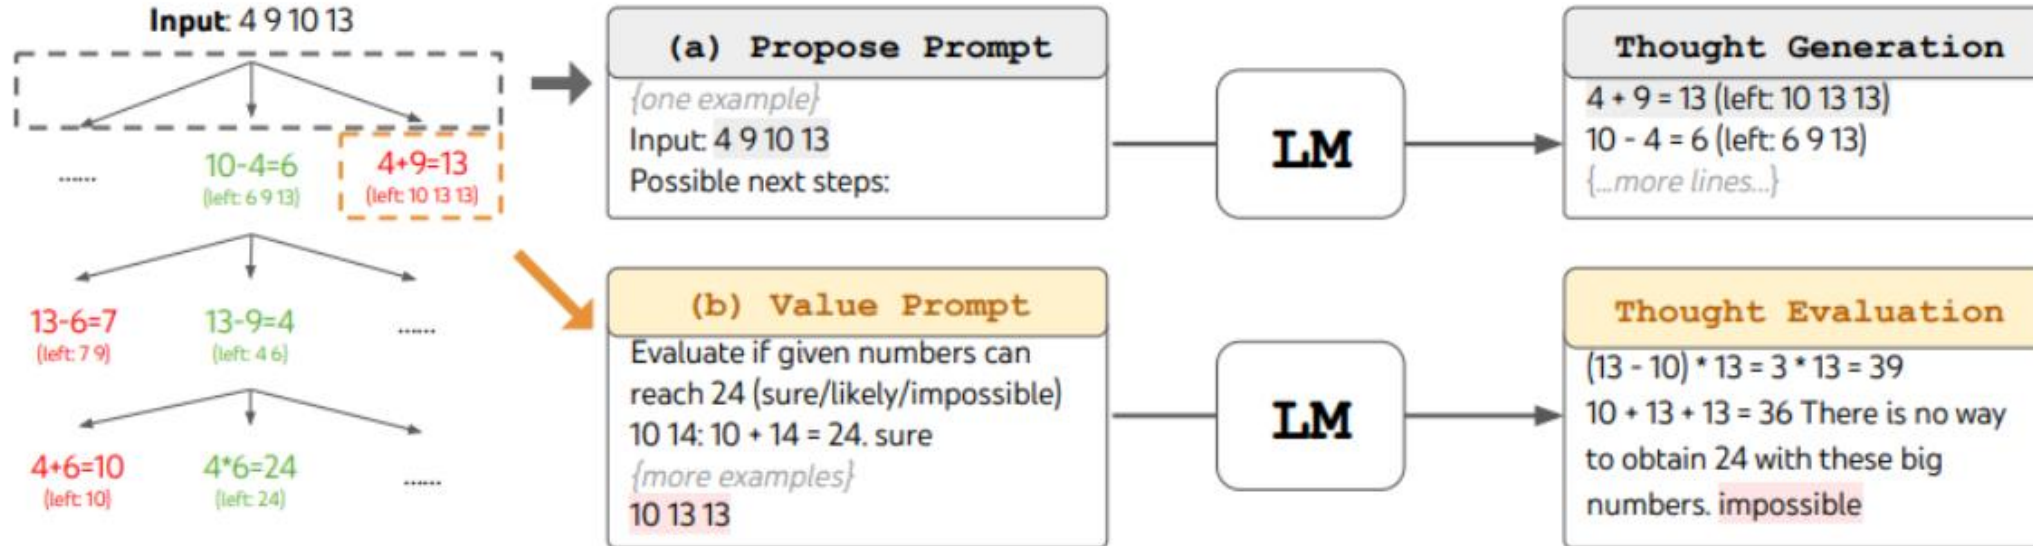 Input: 4 9 10 13
......
10-4=6
(left: 6 9 13)
4+9=13
(left: 10 13 13)
13-6=7
(left: 7 9)
13-9=4
(left: 4 6)
......
4+6=10
(left: 10)
4*6=24
(left: 24)
......
(a) Propose Prompt
{one example}
Input: 4 9 10 13
Possible next steps:
LM
Thought Generation
4 + 9 = 13 (left: 10 13 13)
10 - 4 = 6 (left: 6 9 13)
{...more lines...}
(b) Value Prompt
Evaluate if given numbers can
reach 24 (sure/likely/impossible)
10 14: 10 + 14 = 24. sure
{more examples}
10 13 13
LM
Thought Evaluation
(13 - 10) * 13 = 3 * 13 = 39
10 + 13 + 13 = 36 There is no way
to obtain 24 with these big
numbers. impossible